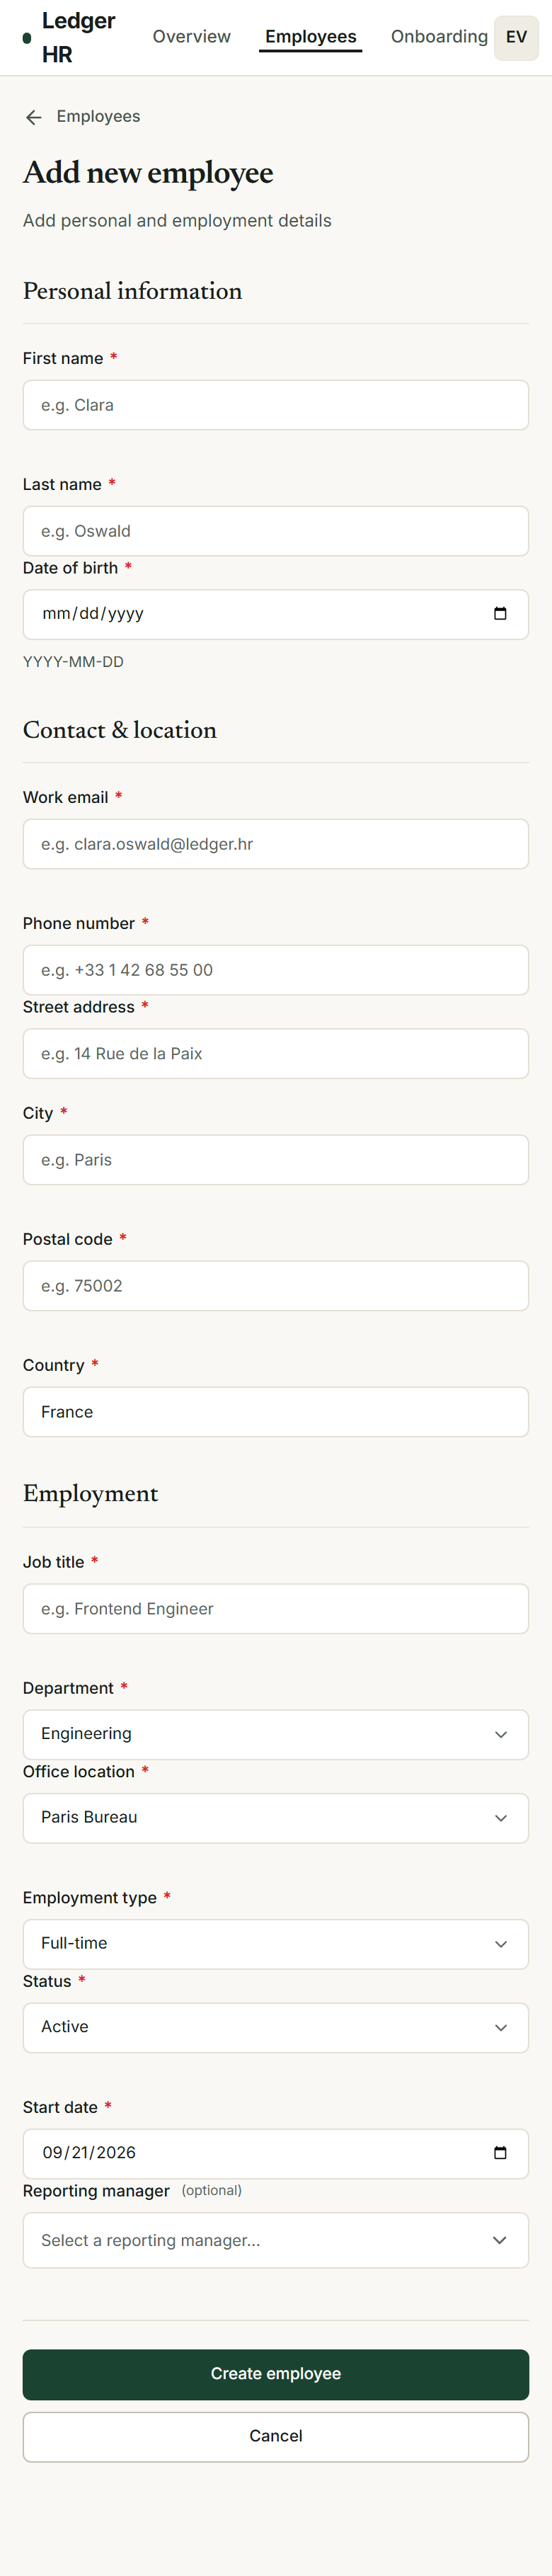 Ledger
HR
Overview
Employees
Onboarding
EV
Employees
Add new employee
Add personal and employment details
Personal information
First name *
e.g. Clara
Last name *
e.g. Oswald
Date of birth *
mm/dd/yyyy
YYYY-MM-DD
Contact & location
Work email *
e.g. clara.oswald@ledger.hr
Phone number *
e.g. +33 1 42 68 55 00
Street address *
e.g. 14 Rue de la Paix
City *
e.g. Paris
Postal code *
e.g. 75002
Country *
France
Employment
Job title *
e.g. Frontend Engineer
Department *
Engineering
Office location *
Paris Bureau
Employment type *
Full-time
Status *
Active
Start date *
09/21/2026
Reporting manager (optional)
Select a reporting manager...
Create employee
Cancel